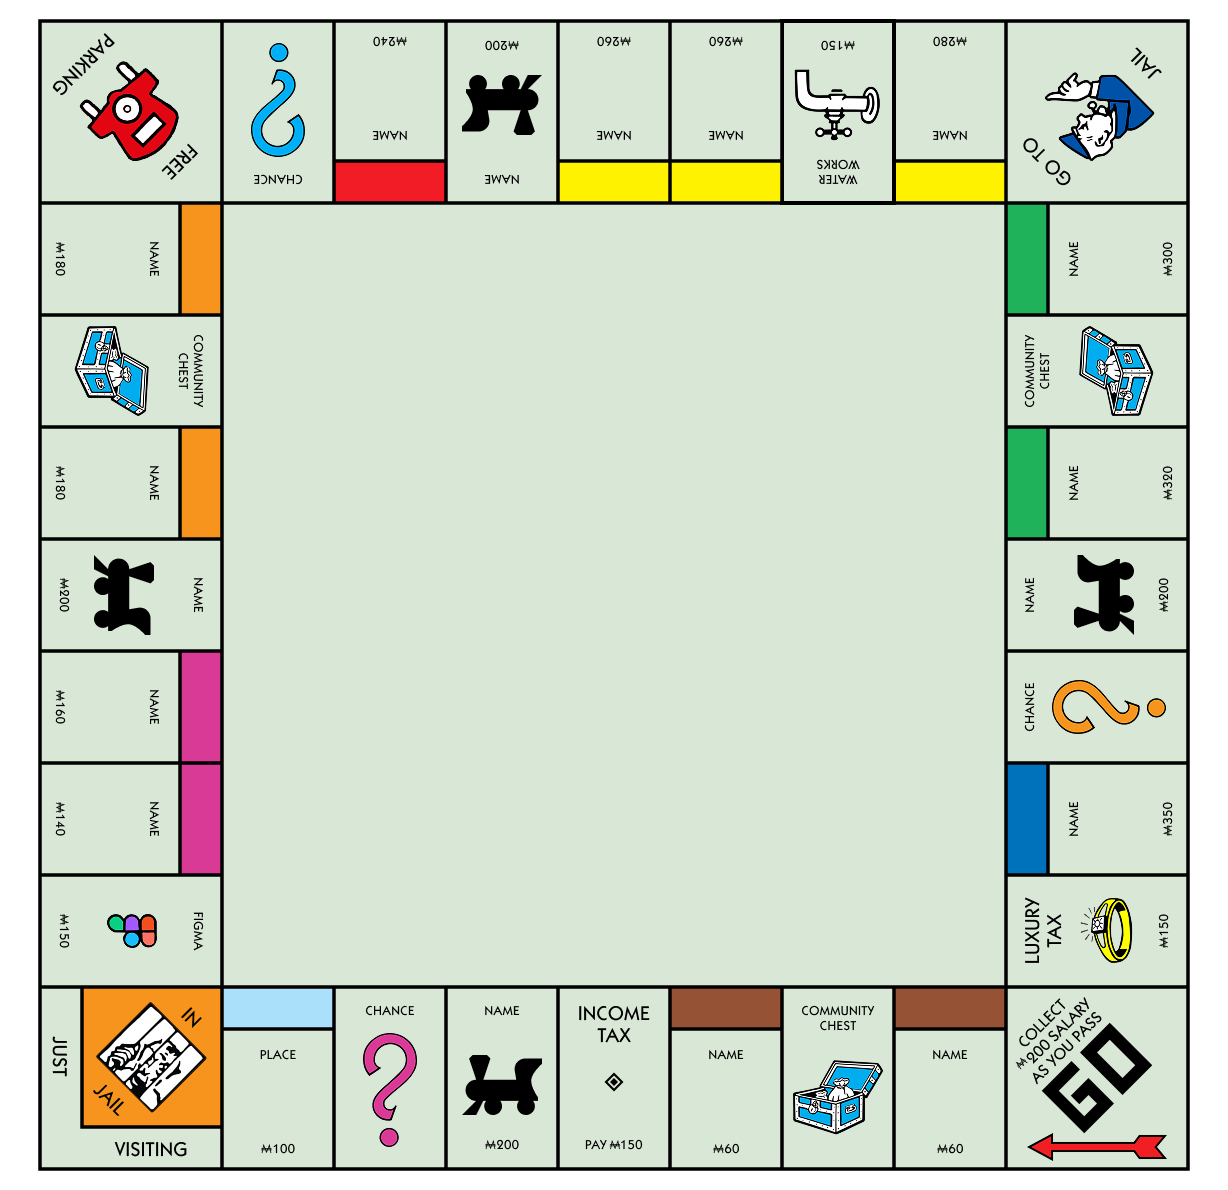 FREE
PARKING
CHANCE
₩240
NAME
₩200
NAME
₩260
NAME
₩260
NAME
₩150
WATER
WORKS
₩280
NAME
GO TO
JAIL
₩180
NAME
COMMUNITY
CHEST
₩180
NAME
₩200
NAME
₩160
NAME
₩140
NAME
₩150
FIGMA
NAME
₩300
COMMUNITY
CHEST
NAME
₩320
NAME
₩200
CHANCE
NAME
₩350
LUXURY
TAX
₩150
JUST
VISITING
IN
JAIL
PLACE
₩100
CHANCE
NAME
₩200
INCOME
TAX
PAY ₩150
NAME
₩60
COMMUNITY
CHEST
NAME
₩60
COLLECT
₩200 SALARY
AS YOU PASS
GO